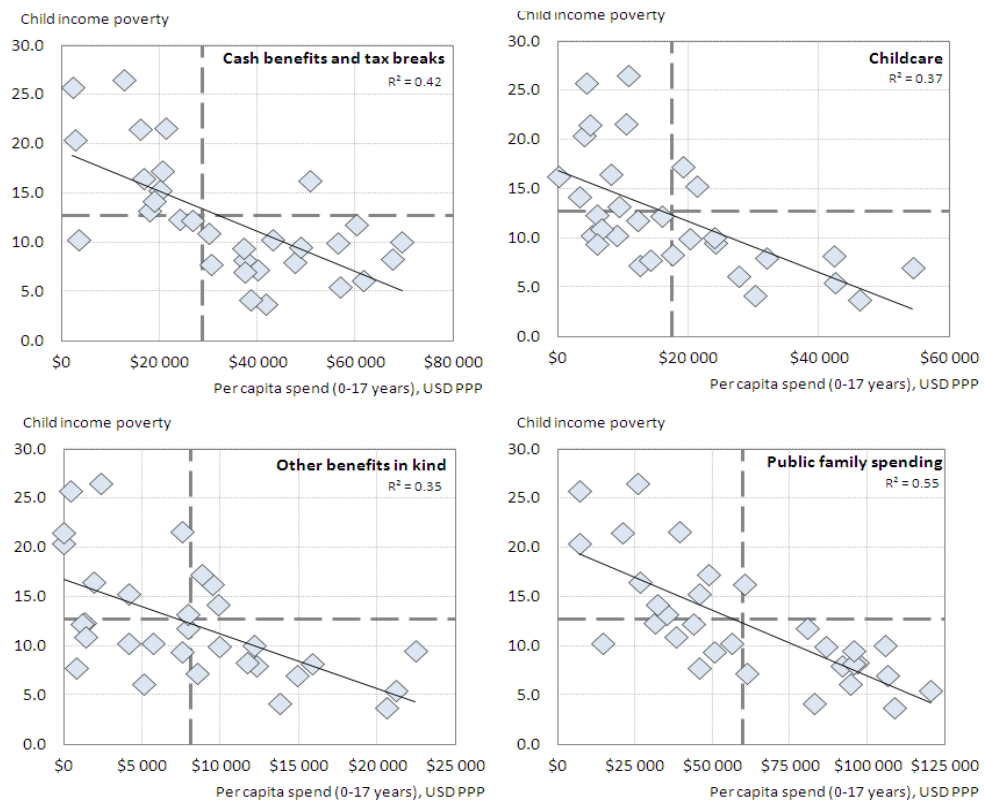 Child income poverty
30.0
25.0
20.0
15.0
10.0
5.0
0.0
Cash benefits and tax breaks
R² = 0.42
$0 $20 000 $40 000 $60 000 $80 000
Per capita spend (0-17 years), USD PPP
Child income poverty
30.0
25.0
20.0
15.0
10.0
5.0
0.0
Childcare
R² = 0.37
$0 $20 000 $40 000 $60 000
Per capita spend (0-17 years), USD PPP
Child income poverty
30.0
25.0
20.0
15.0
10.0
5.0
0.0
Other benefits in kind
R² = 0.35
$0 $5 000 $10 000 $15 000 $20 000 $25 000
Per capita spend (0-17 years), USD PPP
Child income poverty
30.0
25.0
20.0
15.0
10.0
5.0
0.0
Public family spending
R² = 0.55
$0 $25 000 $50 000 $75 000 $100 000 $125 000
Per capita spend (0-17 years), USD PPP